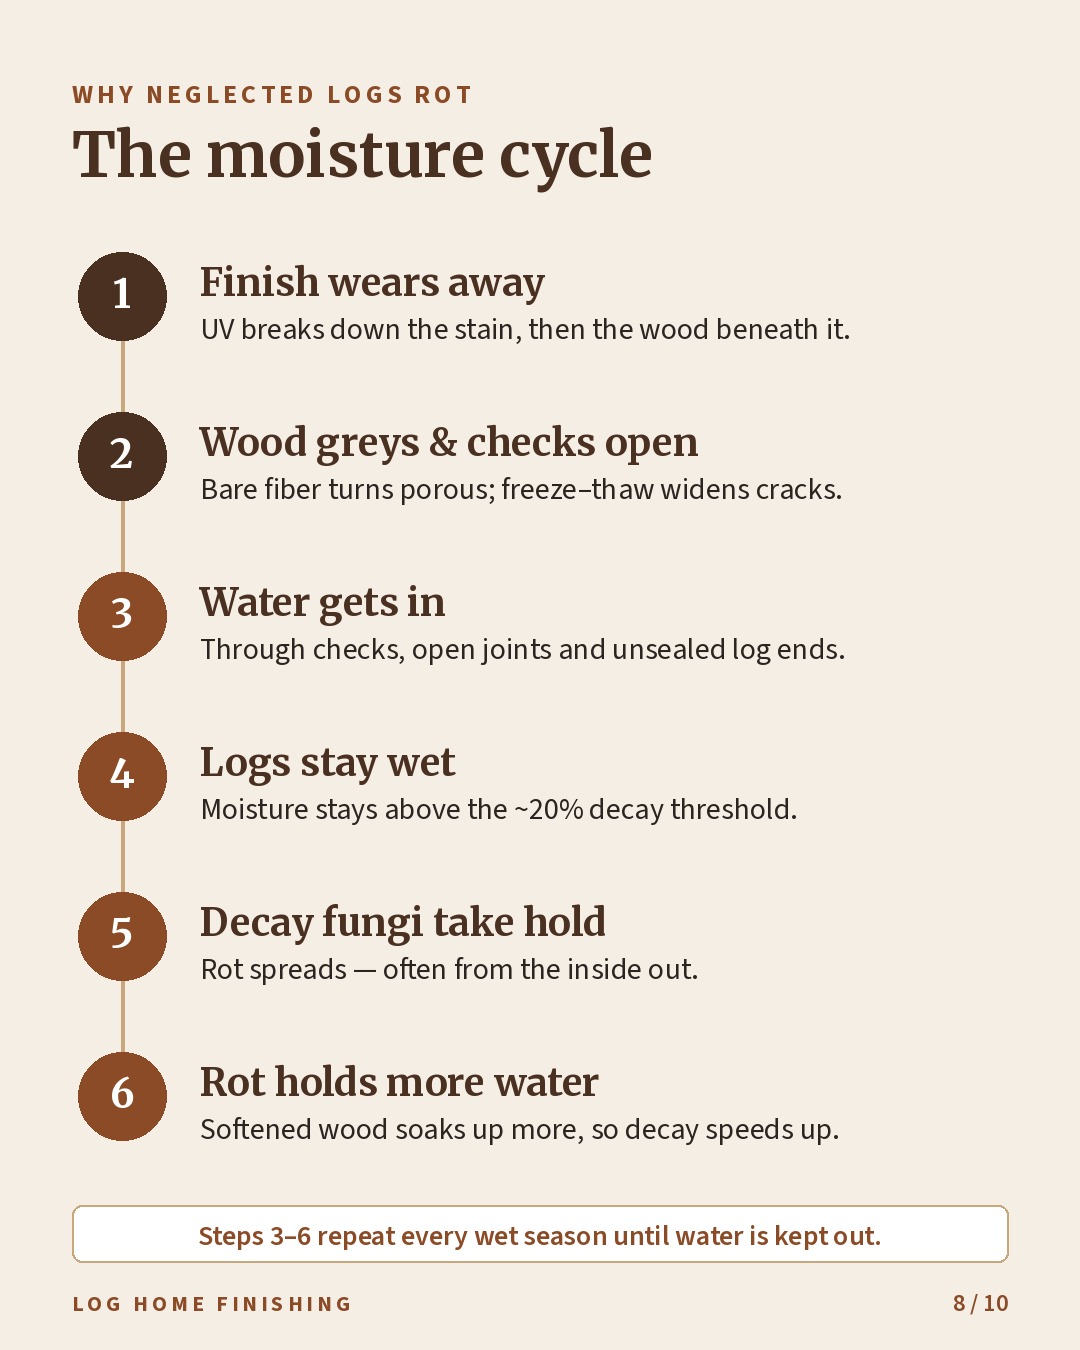 WHY NEGLECTED LOGS ROT
The moisture cycle
1
Finish wears away
UV breaks down the stain, then the wood beneath it.
2
Wood greys & checks open
Bare fiber turns porous; freeze–thaw widens cracks.
3
Water gets in
Through checks, open joints and unsealed log ends.
4
Logs stay wet
Moisture stays above the ~20% decay threshold.
5
Decay fungi take hold
Rot spreads — often from the inside out.
6
Rot holds more water
Softened wood soaks up more, so decay speeds up.
Steps 3–6 repeat every wet season until water is kept out.
LOG HOME FINISHING
8 / 10